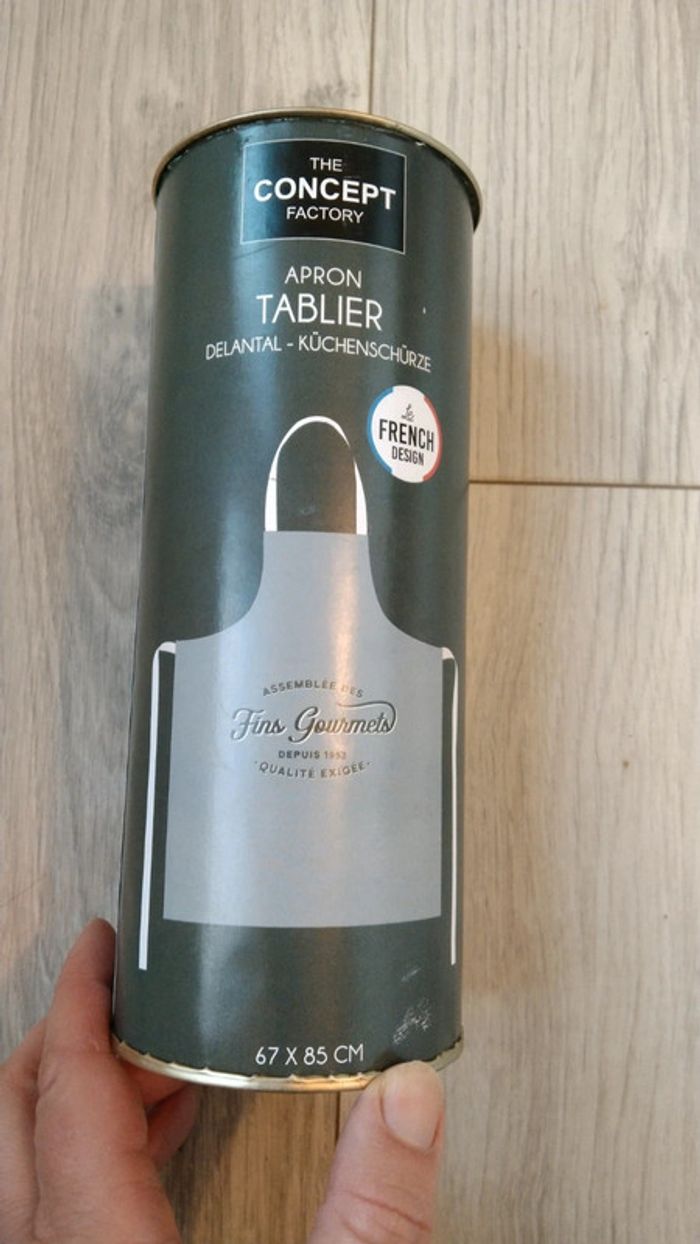 THE
CONCEPT
FACTORY
APRON
TABLIER
DELANTAL - KÜCHENSCHÜRZE
le
FRENCH
DESIGN
ASSEMBLÉE DES
Fins Gourmets
DEPUIS 1953
·QUALITÉ EXIGÉE·
67 X 85 CM